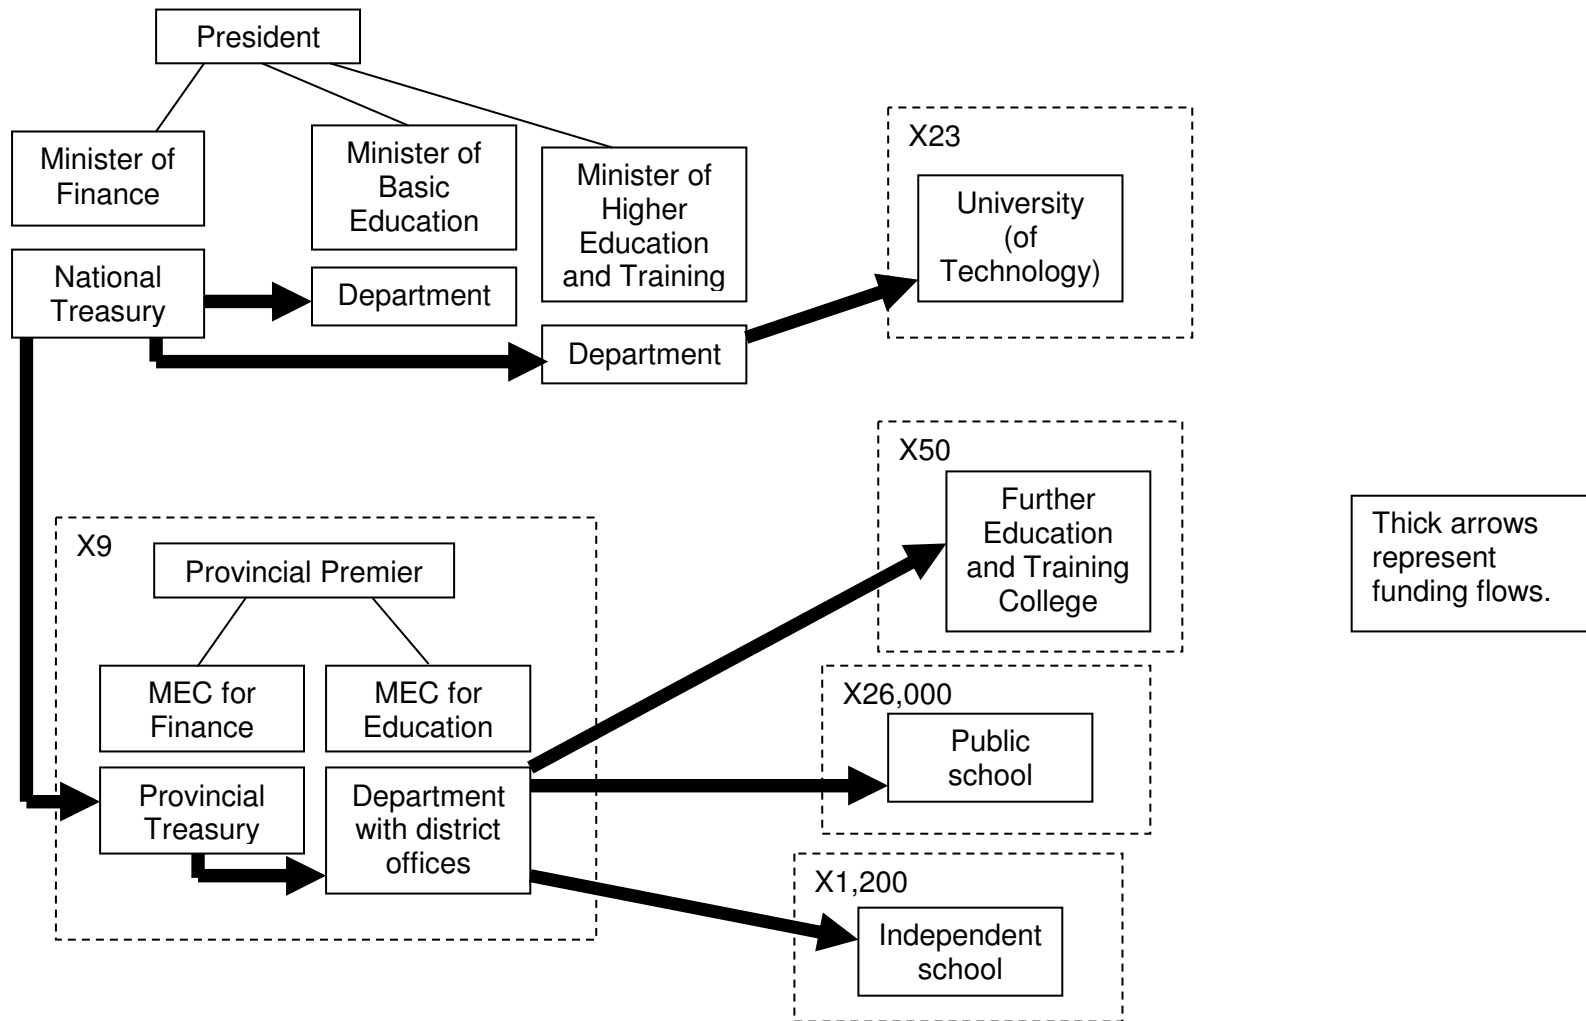 President
Minister of
Finance
Minister of
Basic
Education
Minister of
Higher
Education
and Training
National
Treasury
Department
Department
X23
University
(of
Technology)
X50
Further
Education
and Training
College
Thick arrows
represent
funding flows.
X9
Provincial Premier
MEC for
Finance
MEC for
Education
Provincial
Treasury
Department
with district
offices
X26,000
Public
school
X1,200
Independent
school